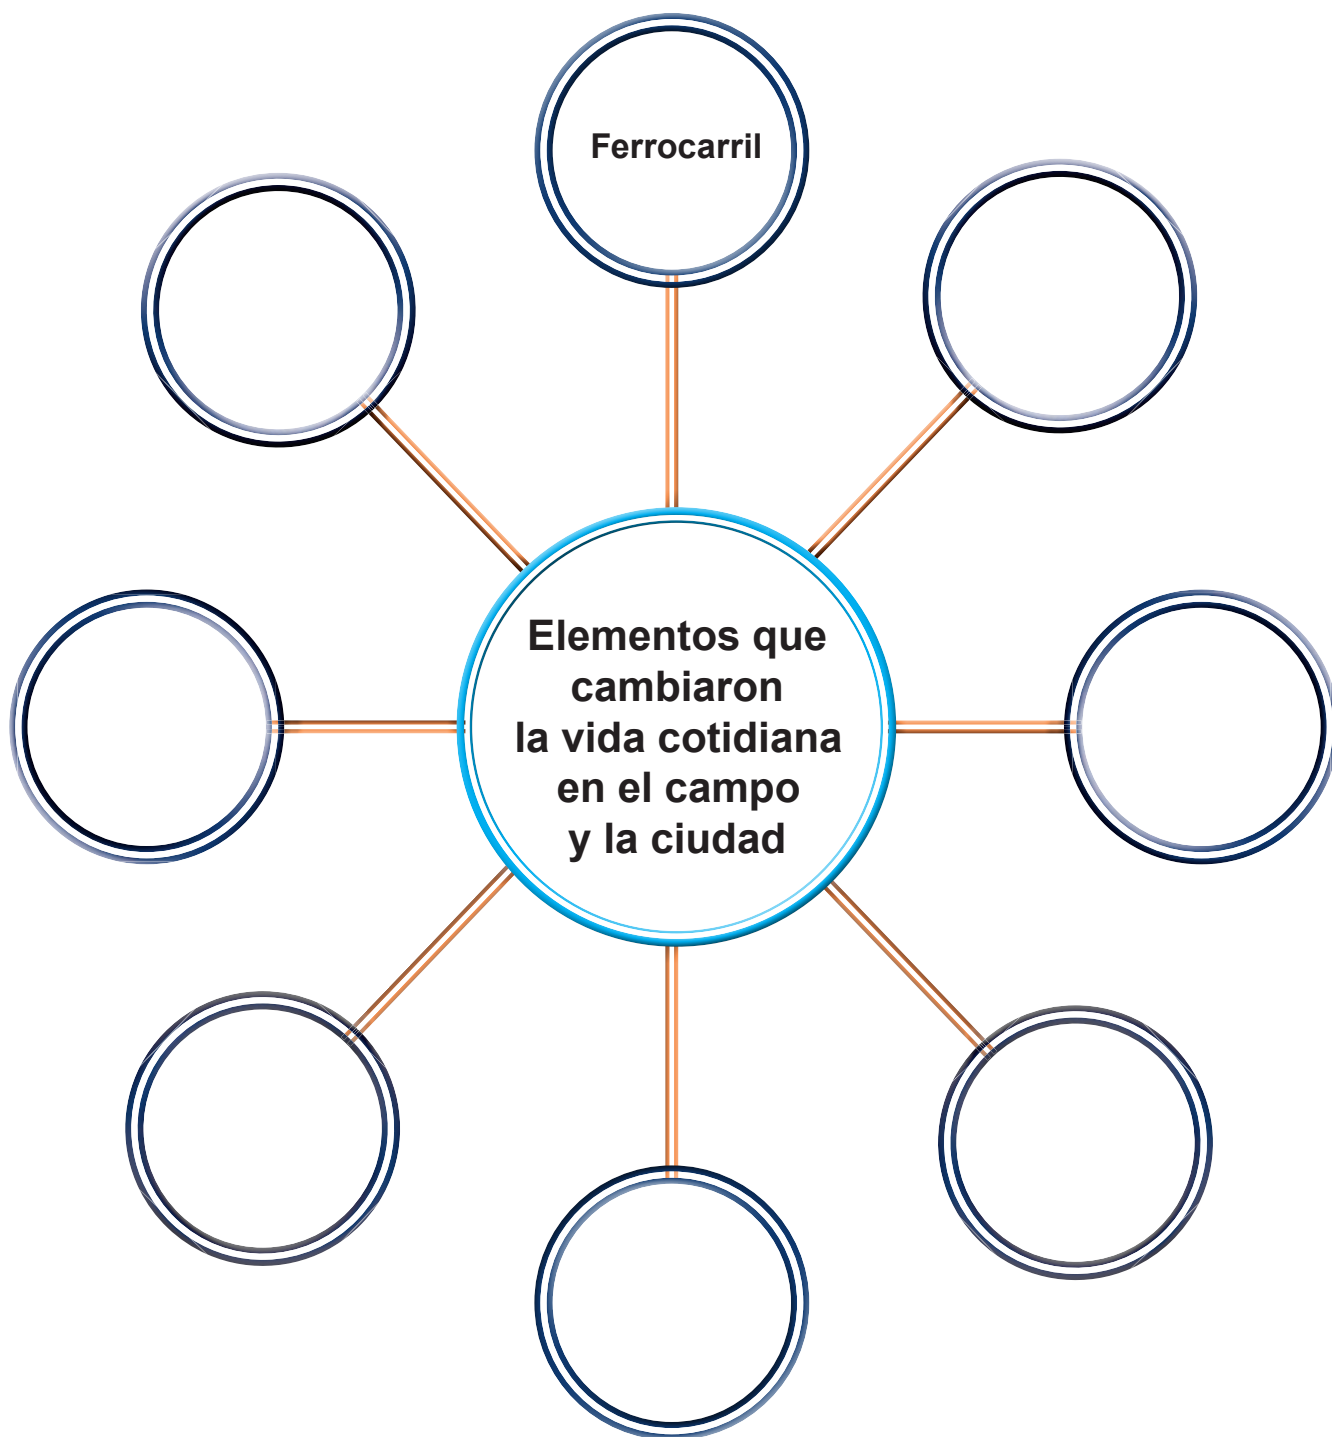 Ferrocarril
Elementos que
cambiaron
la vida cotidiana
en el campo
y la ciudad